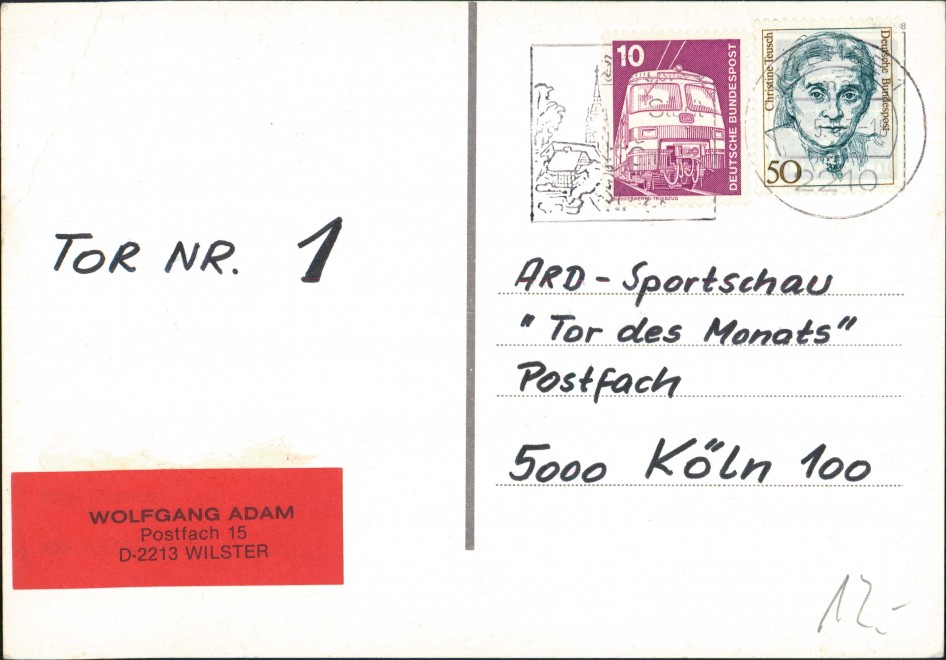 TOR NR. 1
WOLFGANG ADAM
Postfach 15
D-2213 WILSTER
10
DEUTSCHE BUNDESPOST
Christine Teusch
Deutsche Bundespost
50
2210
ARD - Sportschau
" Tor des Monats"
Postfach
5000 Köln 100
12.-